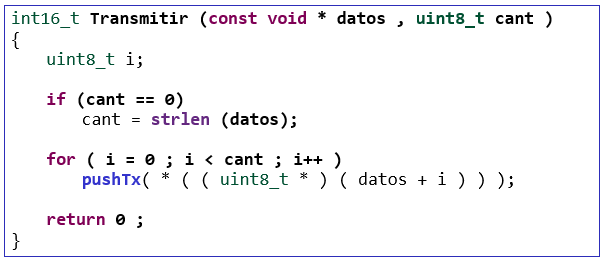 int16_t Transmitir (const void * datos , uint8_t cant )
{
uint8_t i;
if (cant == 0)
cant = strlen (datos);
for ( i = 0 ; i < cant ; i++ )
pushTx( * ( ( uint8_t * ) ( datos + i ) ) );
return 0 ;
}